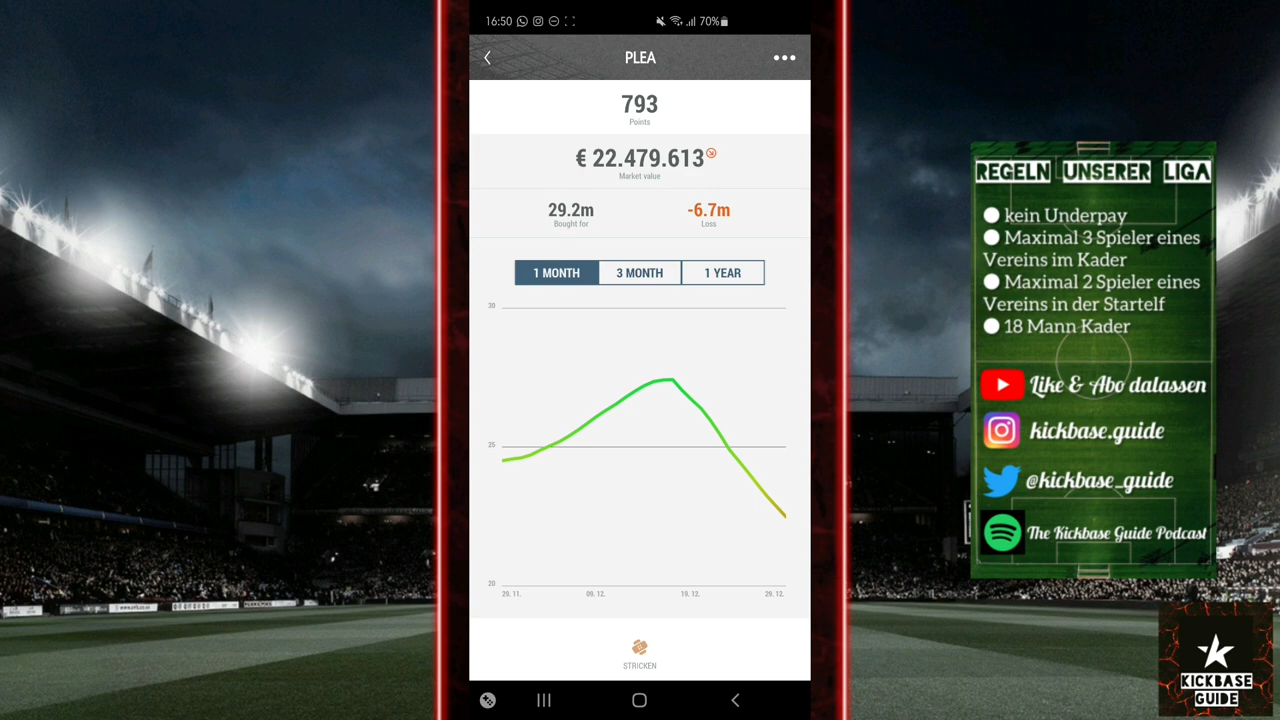 16:50
70%
PLEA
793
Points
€ 22.479.613
Market value
29.2m
Bought for
-6.7m
Loss
1 MONTH
3 MONTH
1 YEAR
30
25
20
29. 11.
09. 12.
19. 12.
29. 12.
STRICKEN
REGELN UNSERER LIGA
kein Underpay
Maximal 3 Spieler eines
Vereins im Kader
Maximal 2 Spieler eines
Vereins in der Startelf
18 Mann Kader
Like & Abo dalassen
kickbase.guide
@kickbase_guide
The Kickbase Guide Podcast
KICKBASE
GUIDE